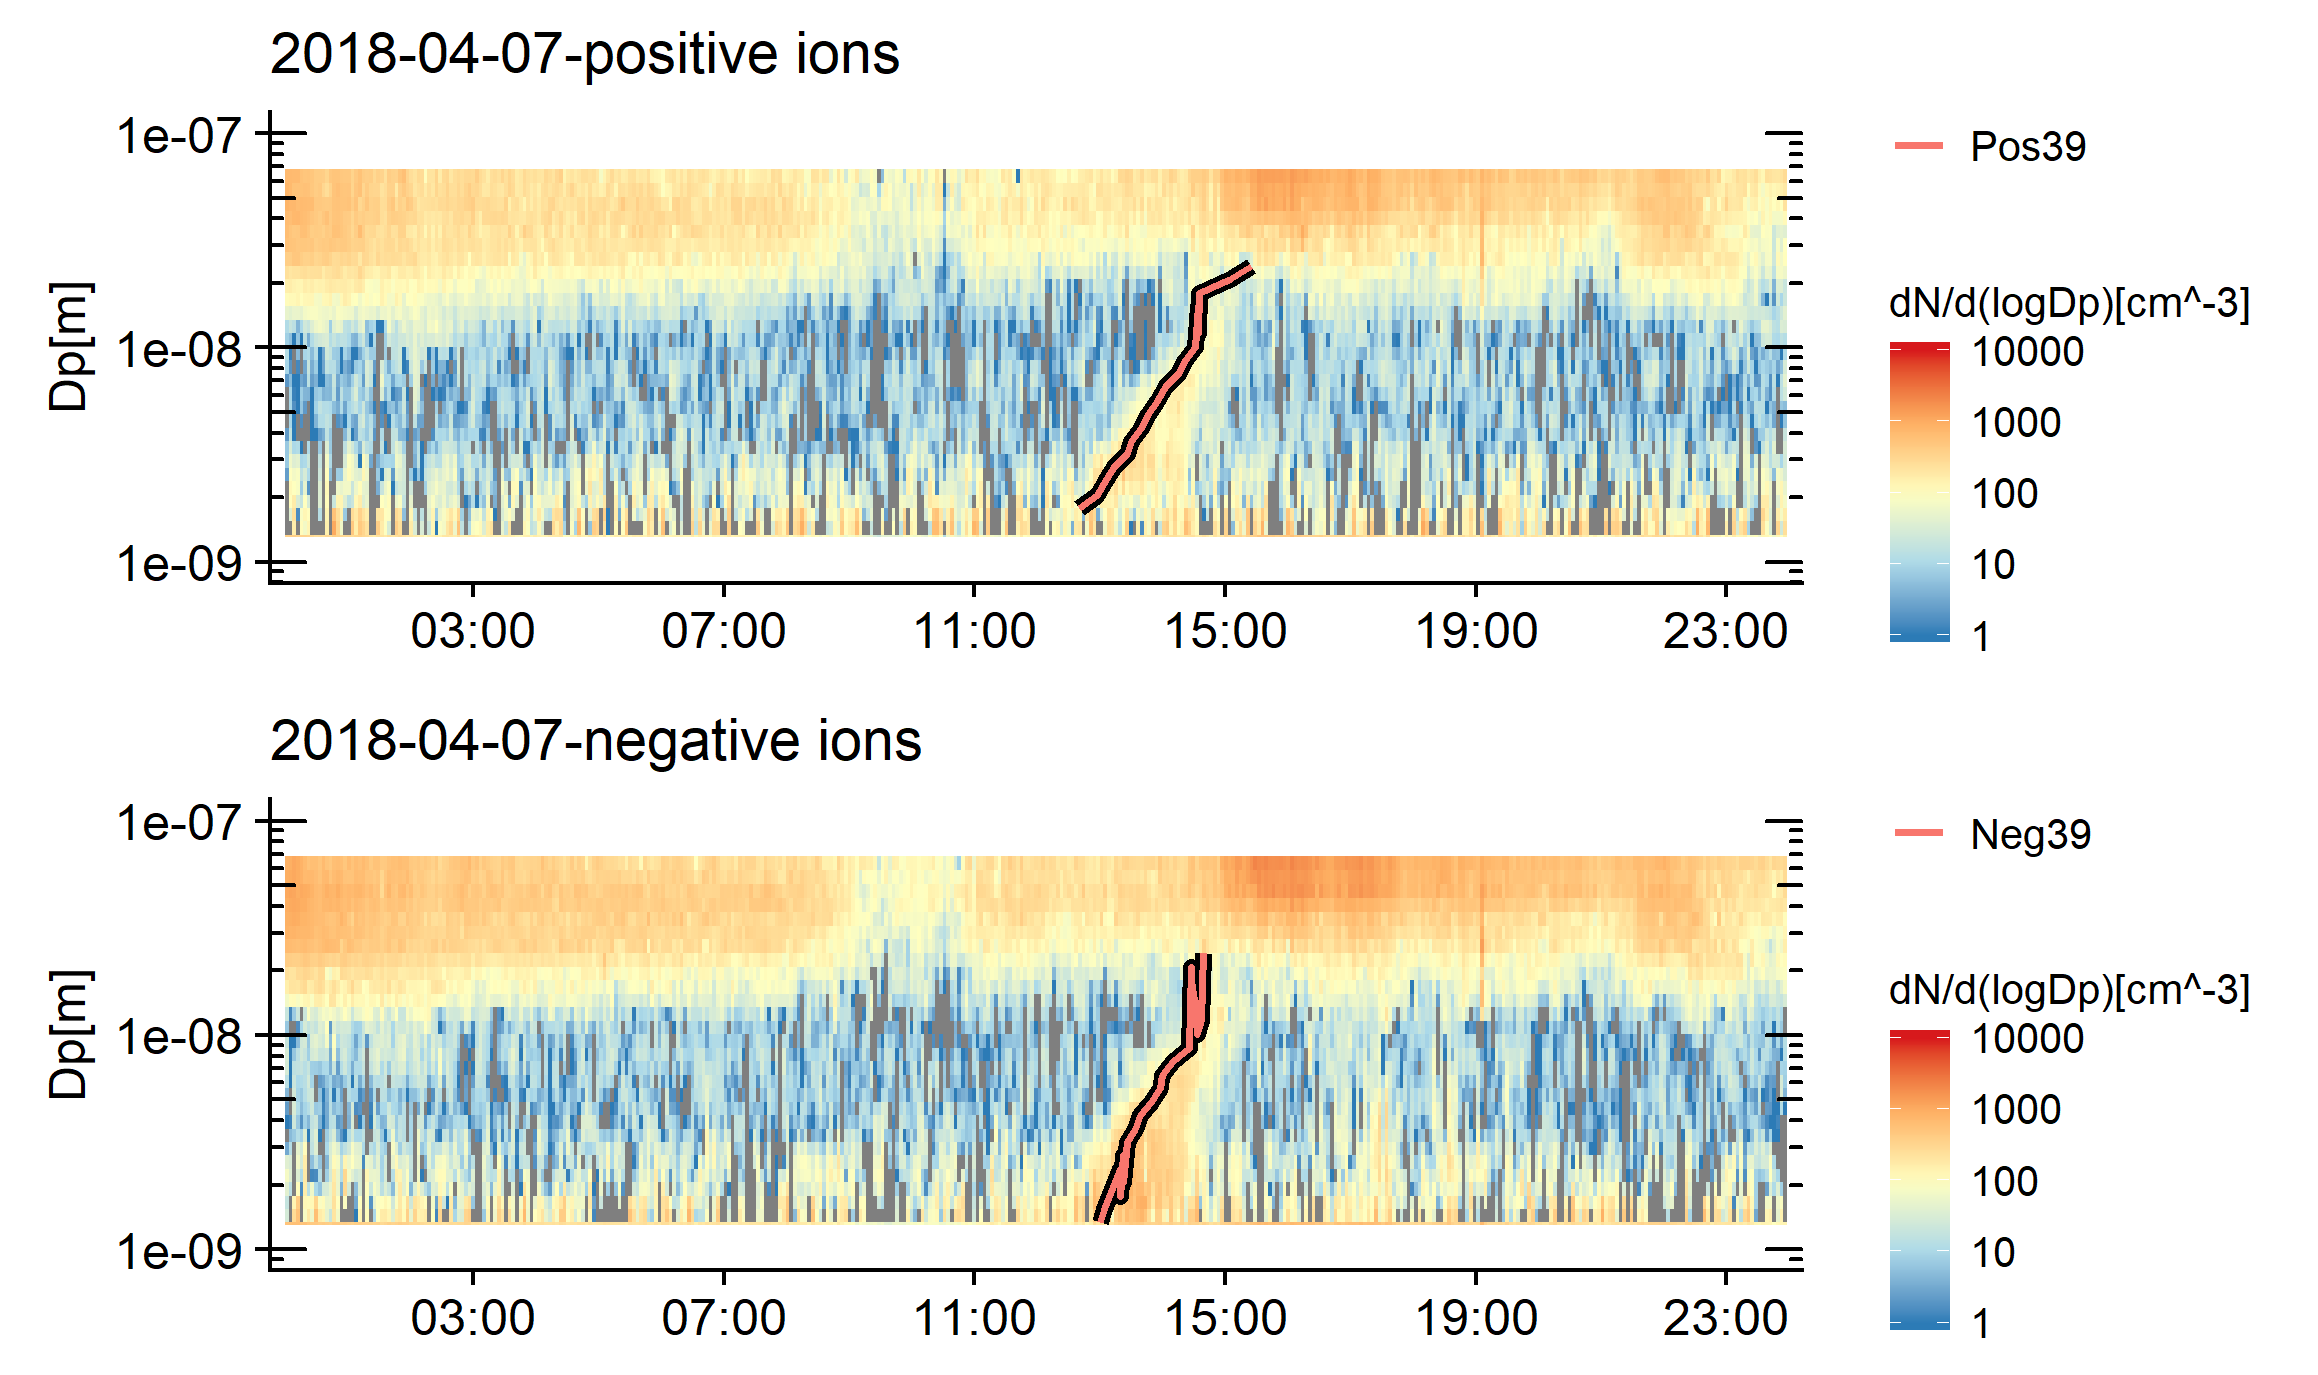 2018-04-07-positive ions
1e-07
1e-08
1e-09
Dp[m]
03:00 07:00 11:00 15:00 19:00 23:00
Pos39
dN/d(logDp)[cm^-3]
10000
1000
100
10
1
2018-04-07-negative ions
1e-07
1e-08
1e-09
Dp[m]
03:00 07:00 11:00 15:00 19:00 23:00
Neg39
dN/d(logDp)[cm^-3]
10000
1000
100
10
1